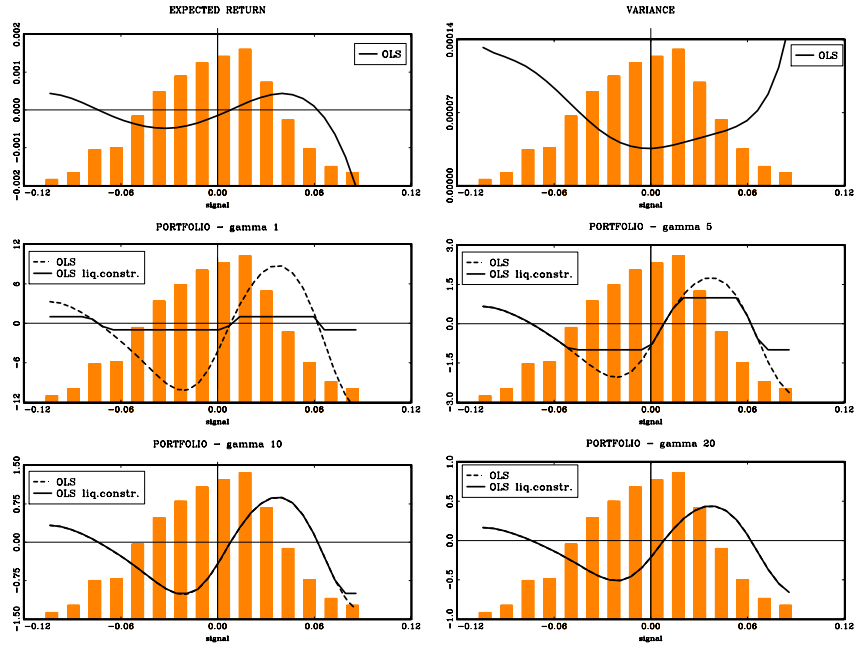 EXPECTED RETURN
0.002
0.001
0.000
-0.001
-0.002
OLS
-0.12
-0.06
0.00
0.06
0.12
signal
VARIANCE
0.00014
0.00007
0.00000
OLS
-0.12
-0.06
0.00
0.06
0.12
signal
PORTFOLIO - gamma 1
12
6
0
-6
-12
OLS
OLS liq.constr.
-0.12
-0.06
0.00
0.06
0.12
signal
PORTFOLIO - gamma 5
3.0
1.5
0.0
-1.5
-3.0
OLS
OLS liq.constr.
-0.12
-0.06
0.00
0.06
0.12
signal
PORTFOLIO - gamma 10
1.50
0.75
0.00
-0.75
-1.50
OLS
OLS liq.constr.
-0.12
-0.06
0.00
0.06
0.12
signal
PORTFOLIO - gamma 20
1.0
0.5
0.0
-0.5
-1.0
OLS
OLS liq.constr.
-0.12
-0.06
0.00
0.06
0.12
signal